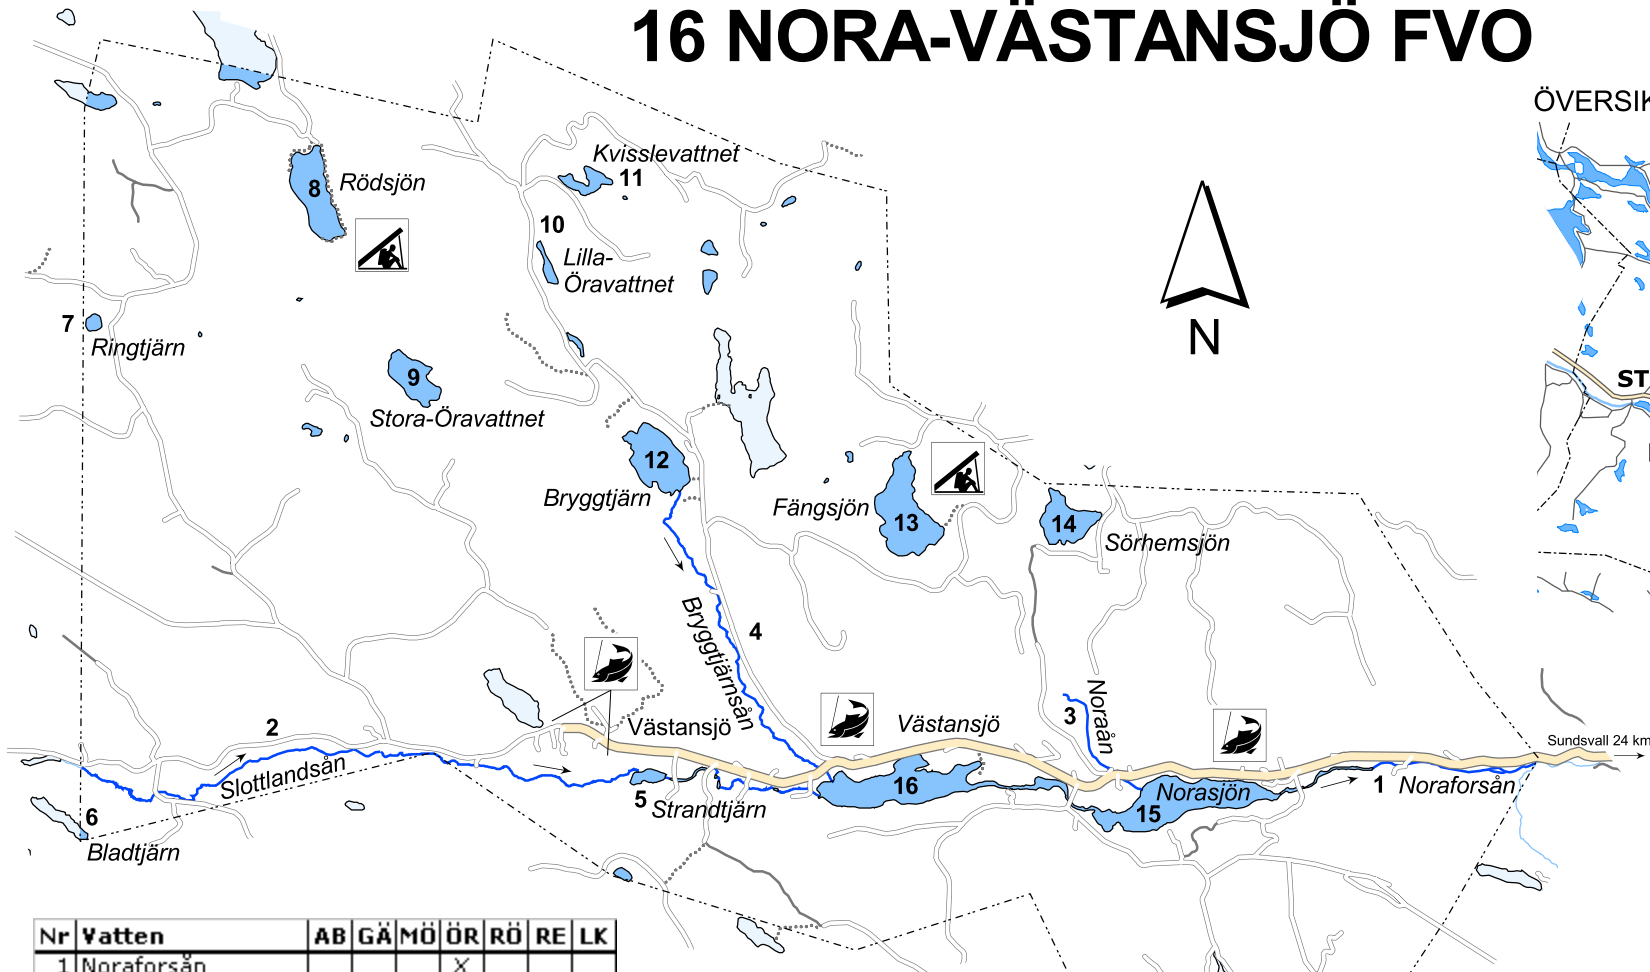 16 NORA-VÄSTANSJÖ FVO
ÖVERSIK
Kvisslevattnet
11
8 Rödsjön
10
Lilla-
Öravattnet
N
7
Ringtjärn
9
Stora-Öravattnet
ST
12
Bryggtjärn
Fängsjön
13
14
Sörhemsjön
4
Bryggtjärnsån
2
Slottlandsån
Västansjö
Västansjö
3
Noraån
Sundsvall 24 km
5
Strandtjärn
16
Norasjön
15
1 Noraforsån
6
Bladtjärn
Nr Vatten AB GÄ MÖ ÖR RÖ RE LK
1 Noraforsån X